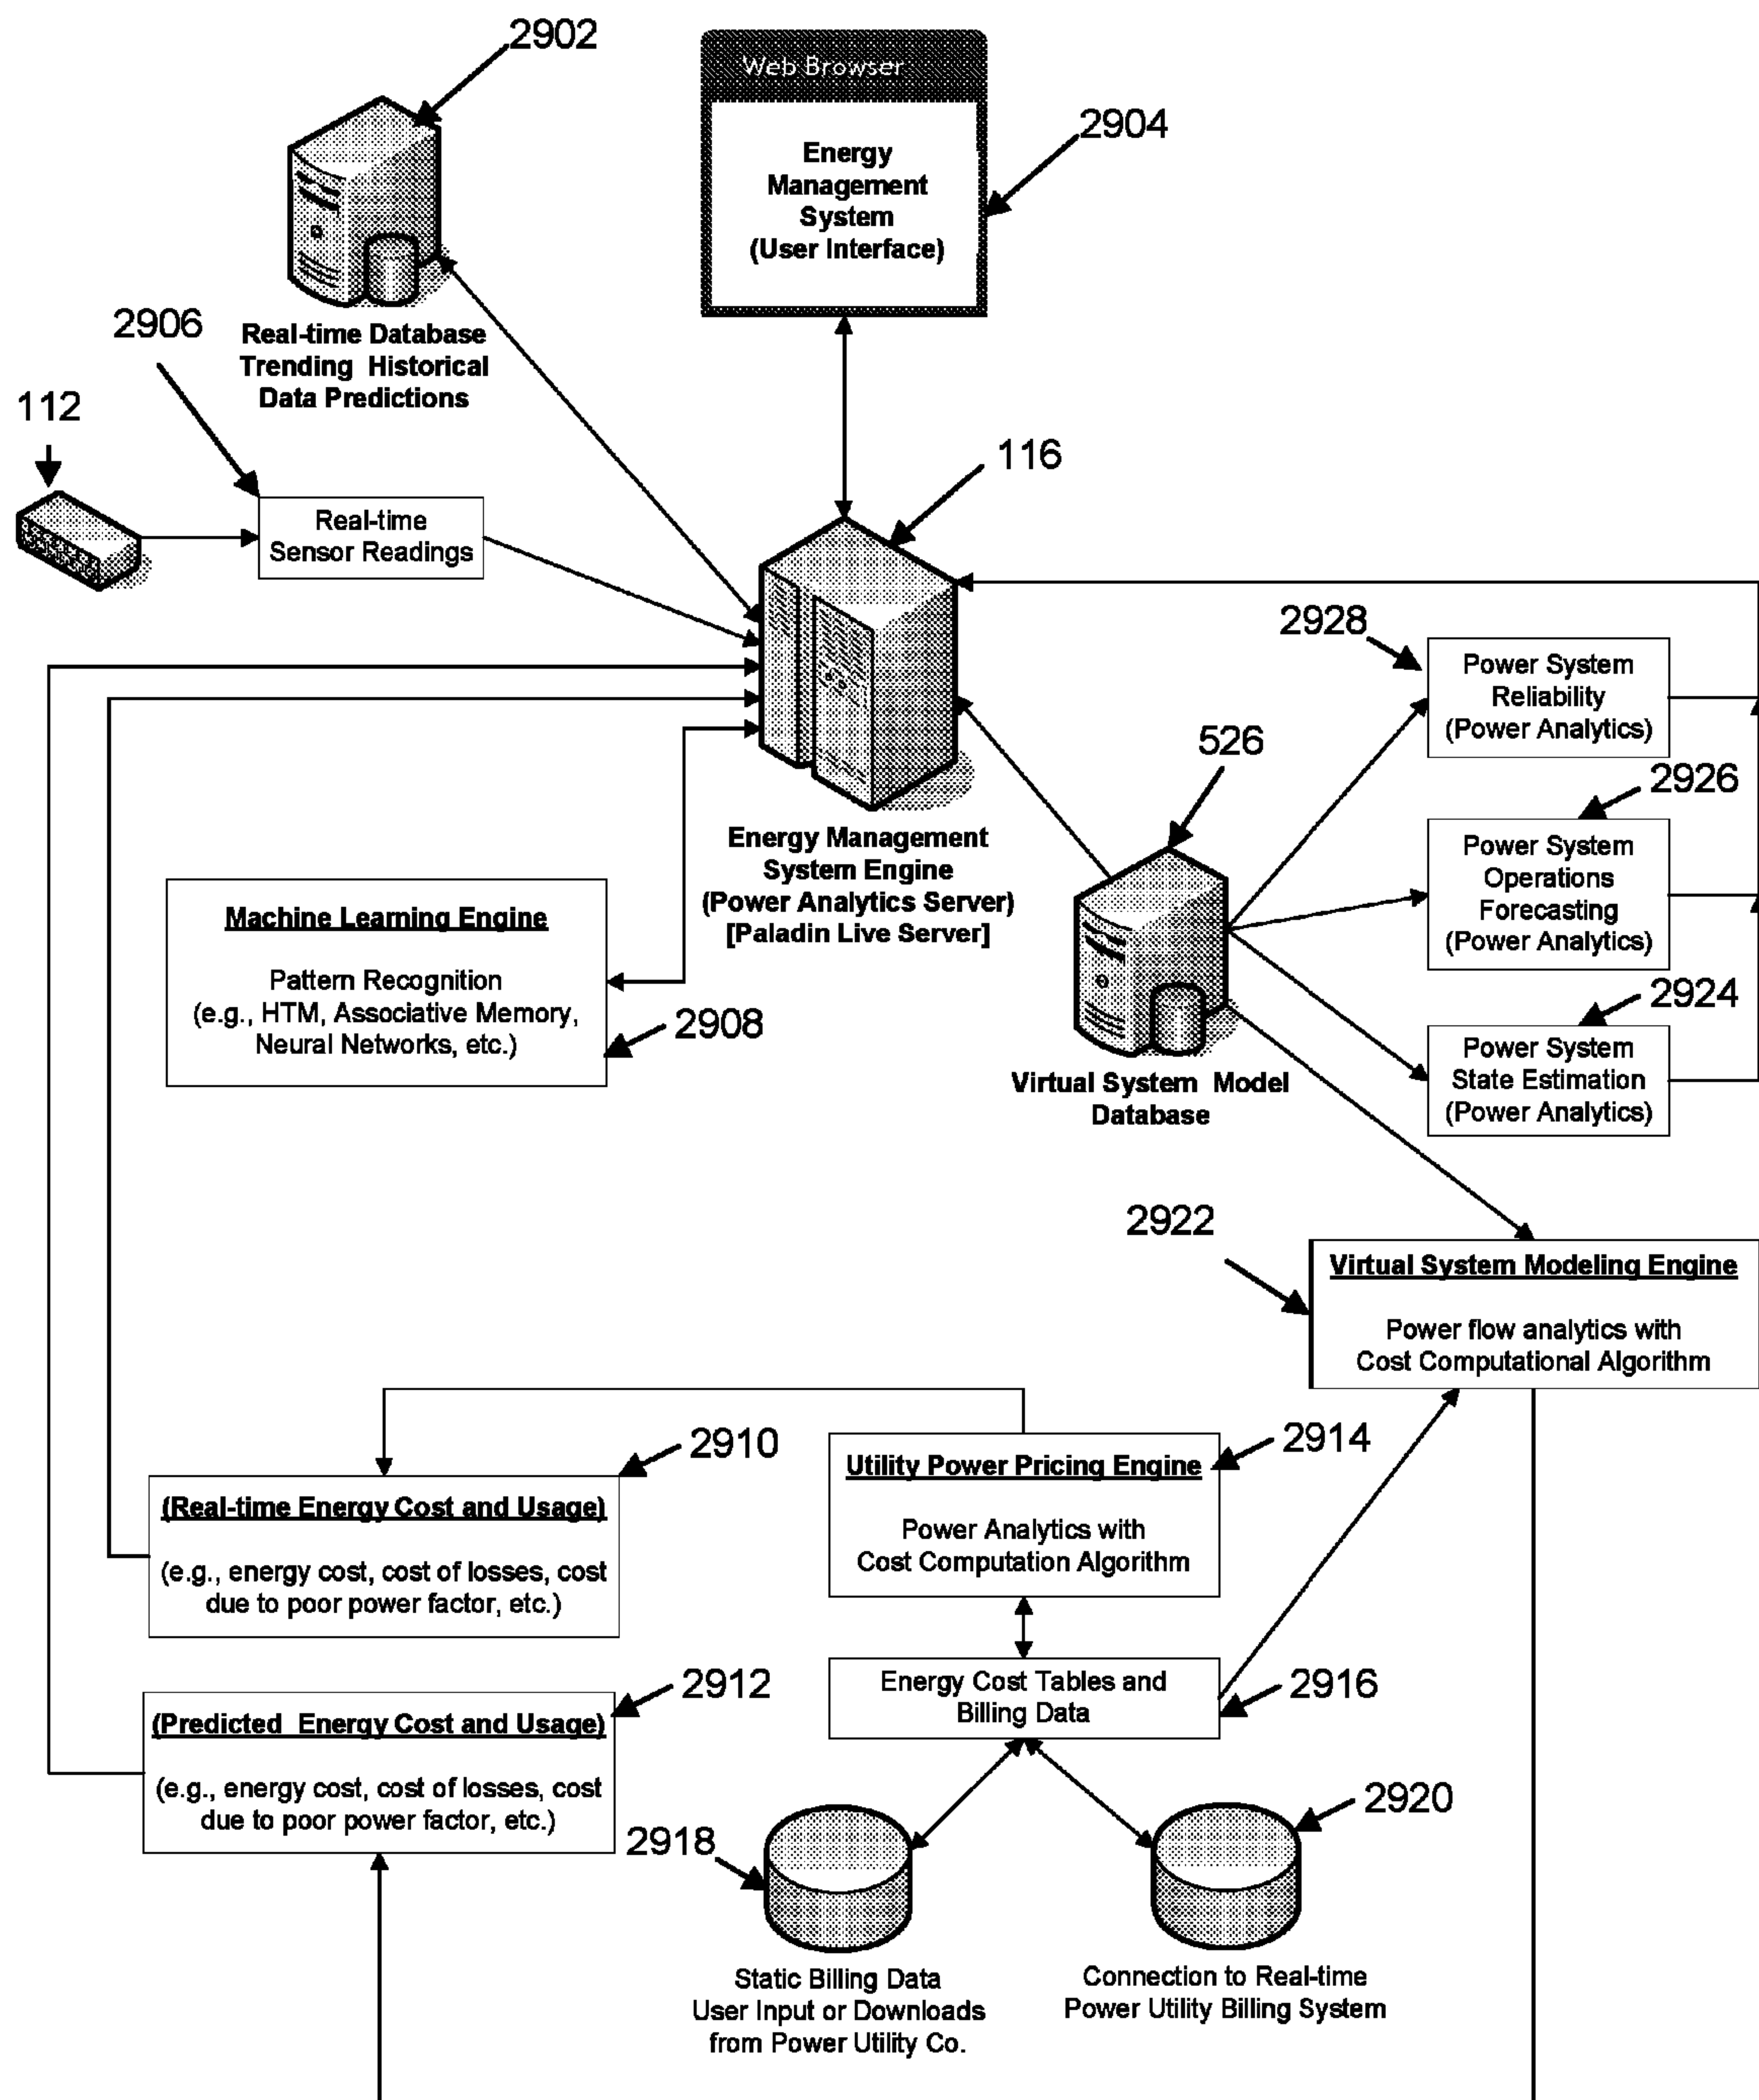 2902
Web Browser
Energy
Management
System
(User Interface)
2904
Real-time Database
Trending Historical
Data Predictions
2906
112
Real-time
Sensor Readings
116
Energy Management
System Engine
(Power Analytics Server)
[Paladin Live Server]
2928
Power System
Reliability
(Power Analytics)
526
2926
Power System
Operations
Forecasting
(Power Analytics)
2924
Power System
State Estimation
(Power Analytics)
Virtual System Model
Database
Machine Learning Engine
Pattern Recognition
(e.g., HTM, Associative Memory,
Neural Networks, etc.)
2908
2922
Virtual System Modeling Engine
Power flow analytics with
Cost Computational Algorithm
2910
(Real-time Energy Cost and Usage)
(e.g., energy cost, cost of losses, cost
due to poor power factor, etc.)
2914
Utility Power Pricing Engine
Power Analytics with
Cost Computation Algorithm
2912
(Predicted Energy Cost and Usage)
(e.g., energy cost, cost of losses, cost
due to poor power factor, etc.)
Energy Cost Tables and
Billing Data
2916
2918
2920
Static Billing Data
User Input or Downloads
from Power Utility Co.
Connection to Real-time
Power Utility Billing System